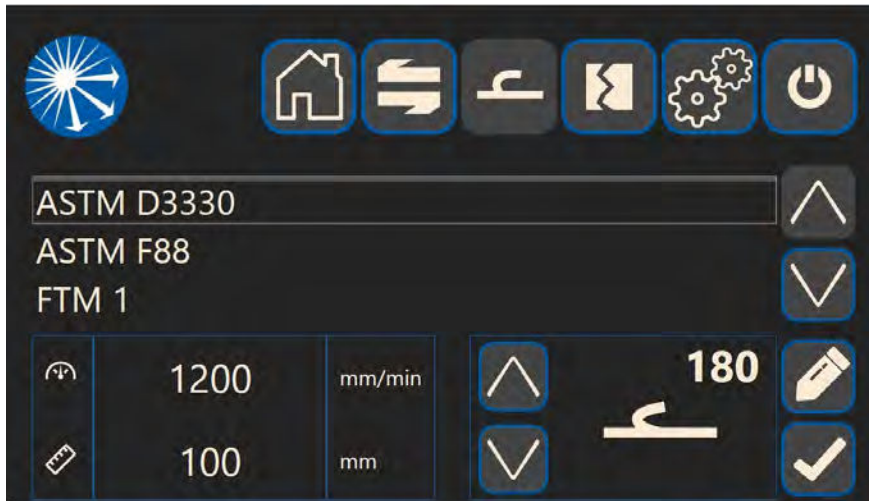 ASTM D3330
ASTM F88
FTM 1
1200 mm/min
180
100 mm